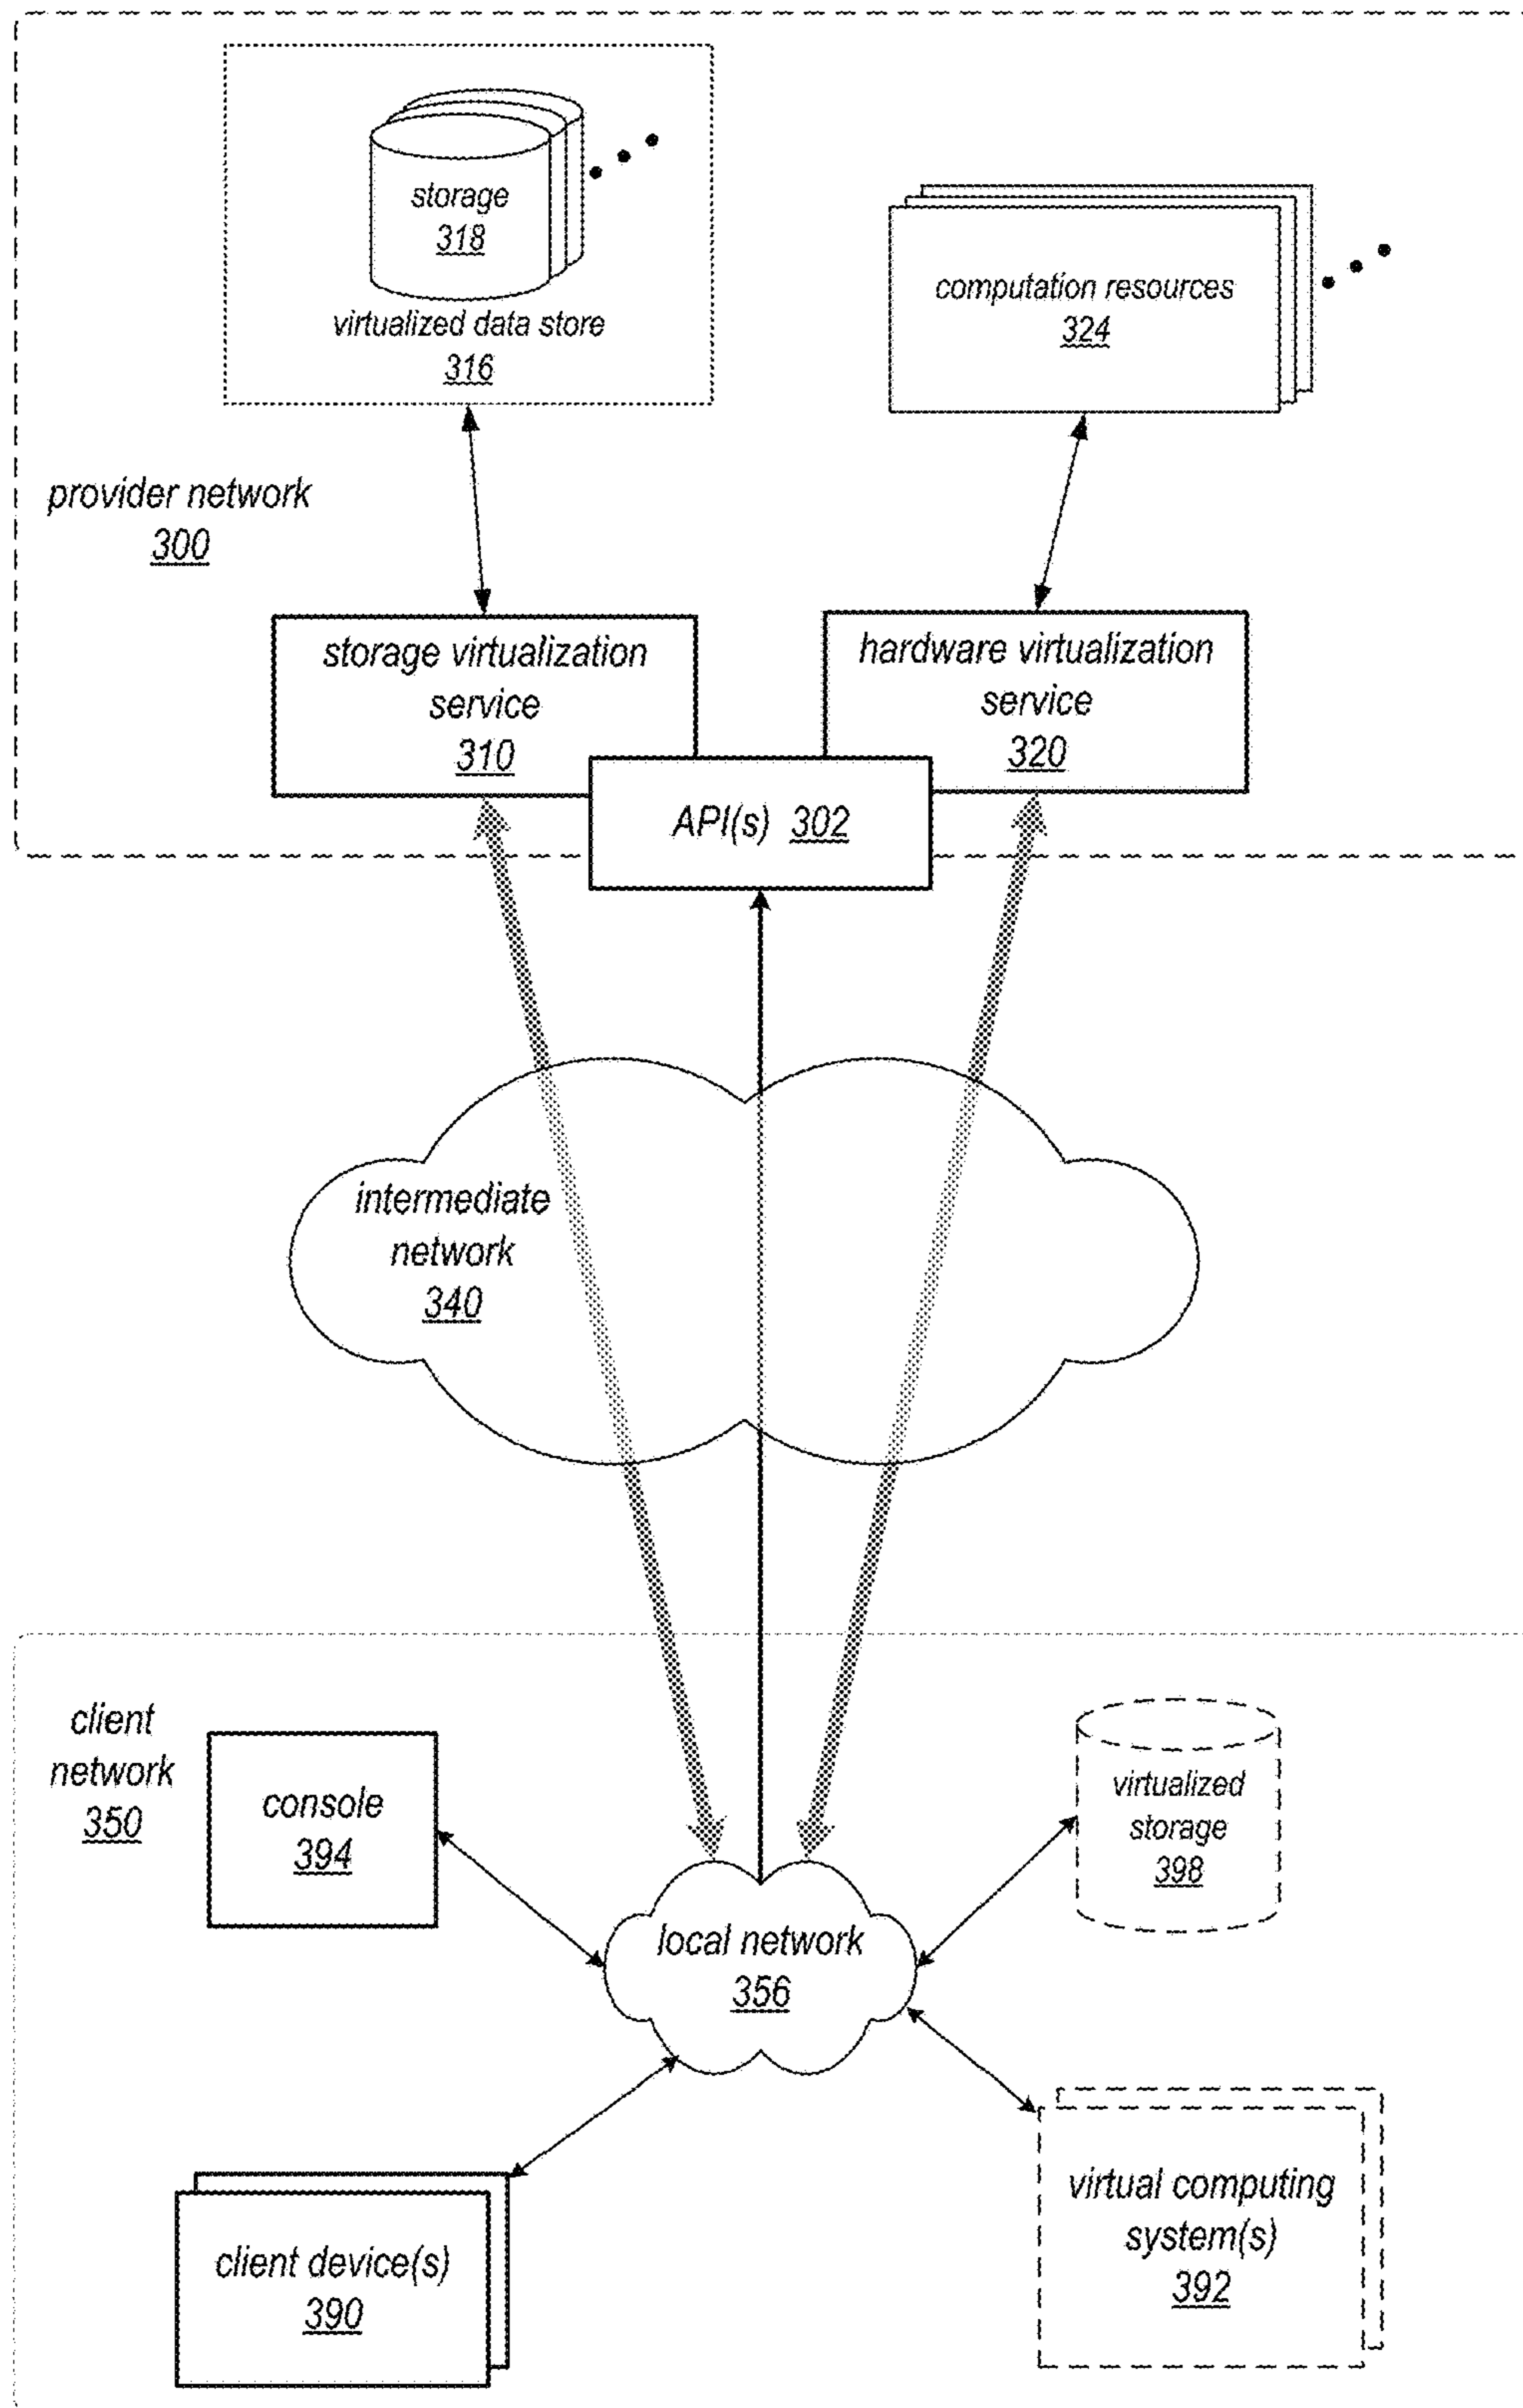 storage
318
virtualized data store
316
computation resources
324
provider network
300
storage virtualization
service
310
hardware virtualization
service
320
API(s) 302
intermediate
network
340
client
network
350
console
394
virtualized
storage
398
local network
356
client device(s)
390
virtual computing
system(s)
392